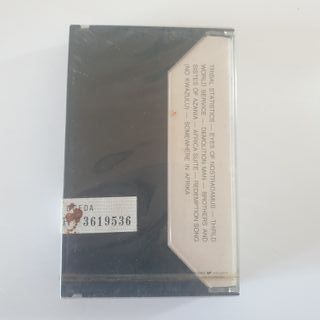 TRIBAL STATISTICS — EYES OF NOSTRADAMUS — THIRD
WORLD SERVICE — DEMOLITION MAN — BROTHERS AND
SISTERS OF AZANIA — AFRICA SUITE — REDEMPTION SONG
(NO KWAZULU) — SOMEWHERE IN AFRIKA
3619536